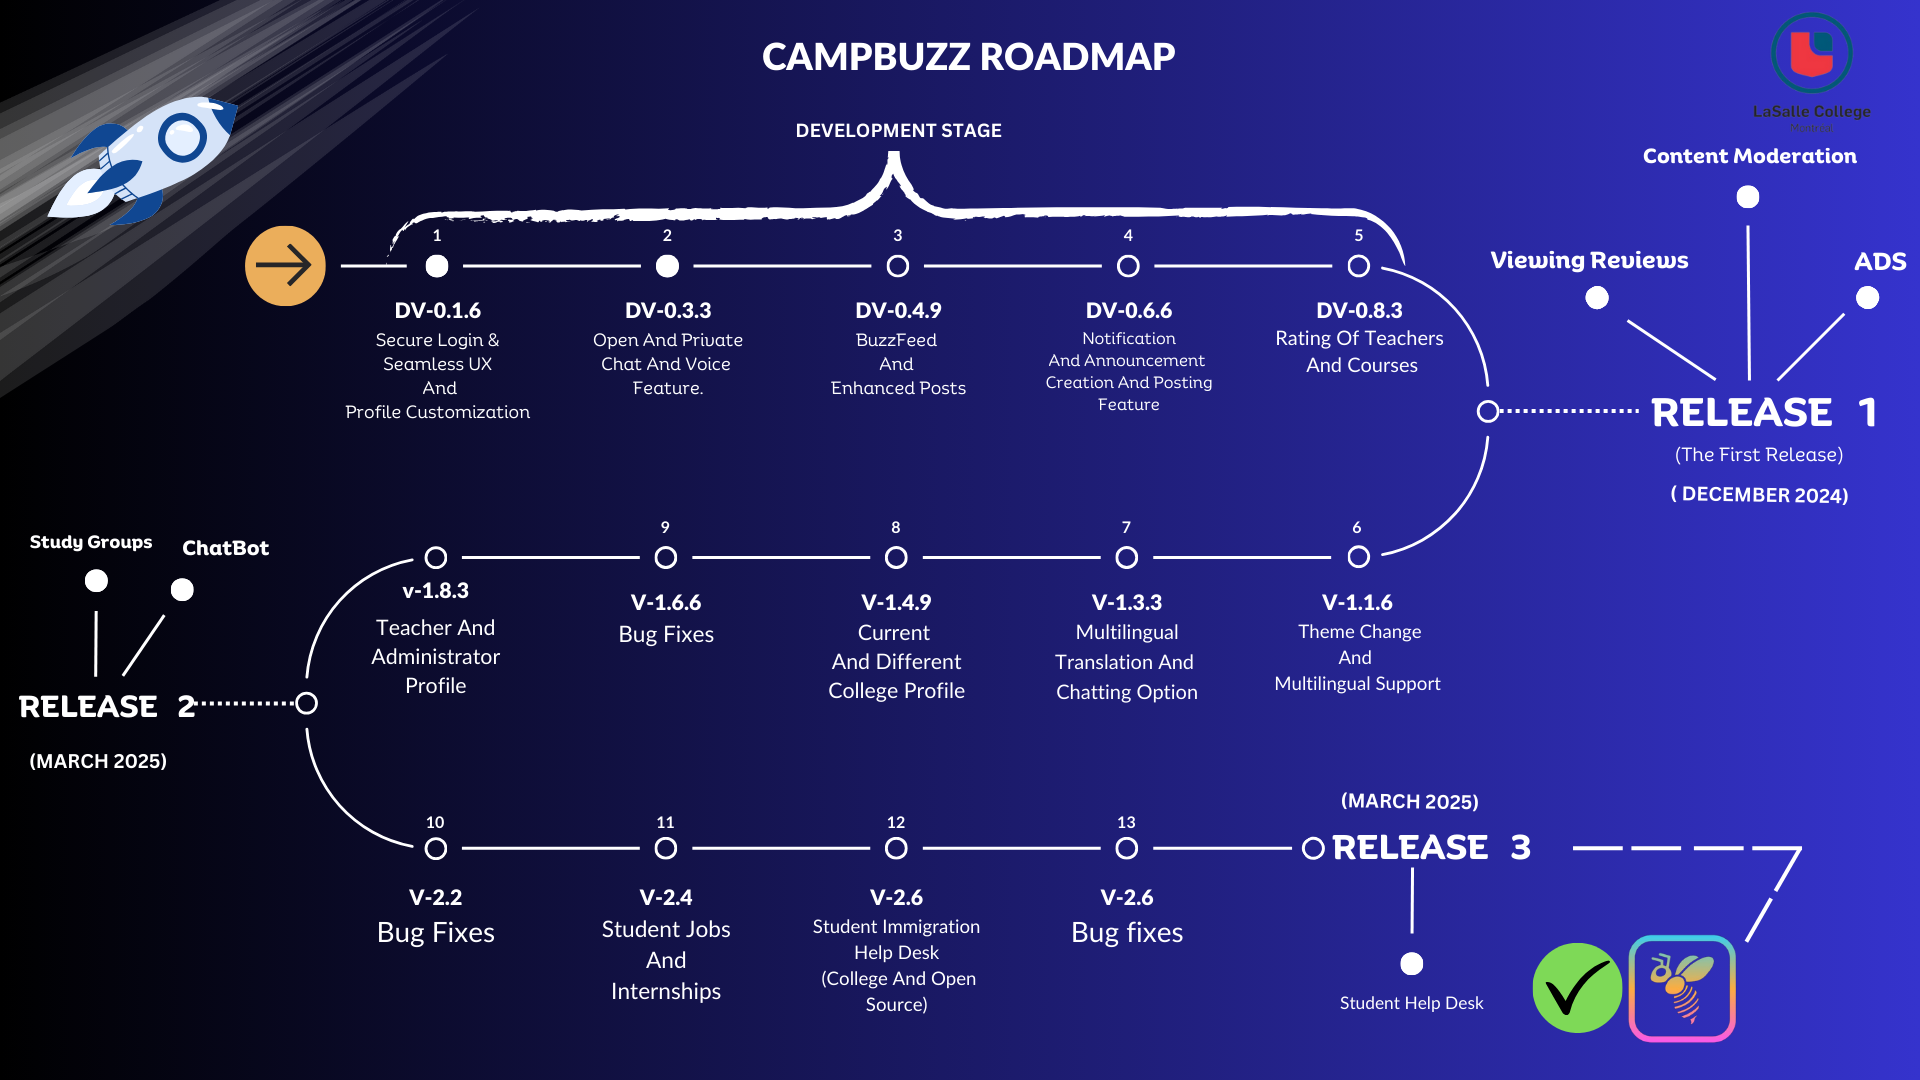 CAMPBUZZ ROADMAP
LaSalle College
DEVELOPMENT STAGE
Content Moderation
Viewing Reviews
ADS
1
2
3
4
5
DV-0.1.6
Secure Login &
Seamless UX
And
Profile Customization
DV-0.3.3
Open And Private
Chat And Voice
Feature.
DV-0.4.9
BuzzFeed
And
Enhanced Posts
DV-0.6.6
Notification
And Announcement
Creation And Posting
Feature
DV-0.8.3
Rating Of Teachers
And Courses
RELEASE 1
(The First Release)
( DECEMBER 2024)
6
V-1.1.6
Theme Change
And
Multilingual Support
7
V-1.3.3
Multilingual
Translation And
Chatting Option
8
V-1.4.9
Current
And Different
College Profile
9
V-1.6.6
Bug Fixes
v-1.8.3
Teacher And
Administrator
Profile
Study Groups
ChatBot
RELEASE 2
(MARCH 2025)
10
V-2.2
Bug Fixes
11
V-2.4
Student Jobs
And
Internships
12
V-2.6
Student Immigration
Help Desk
(College And Open
Source)
13
V-2.6
Bug fixes
(MARCH 2025)
RELEASE 3
Student Help Desk